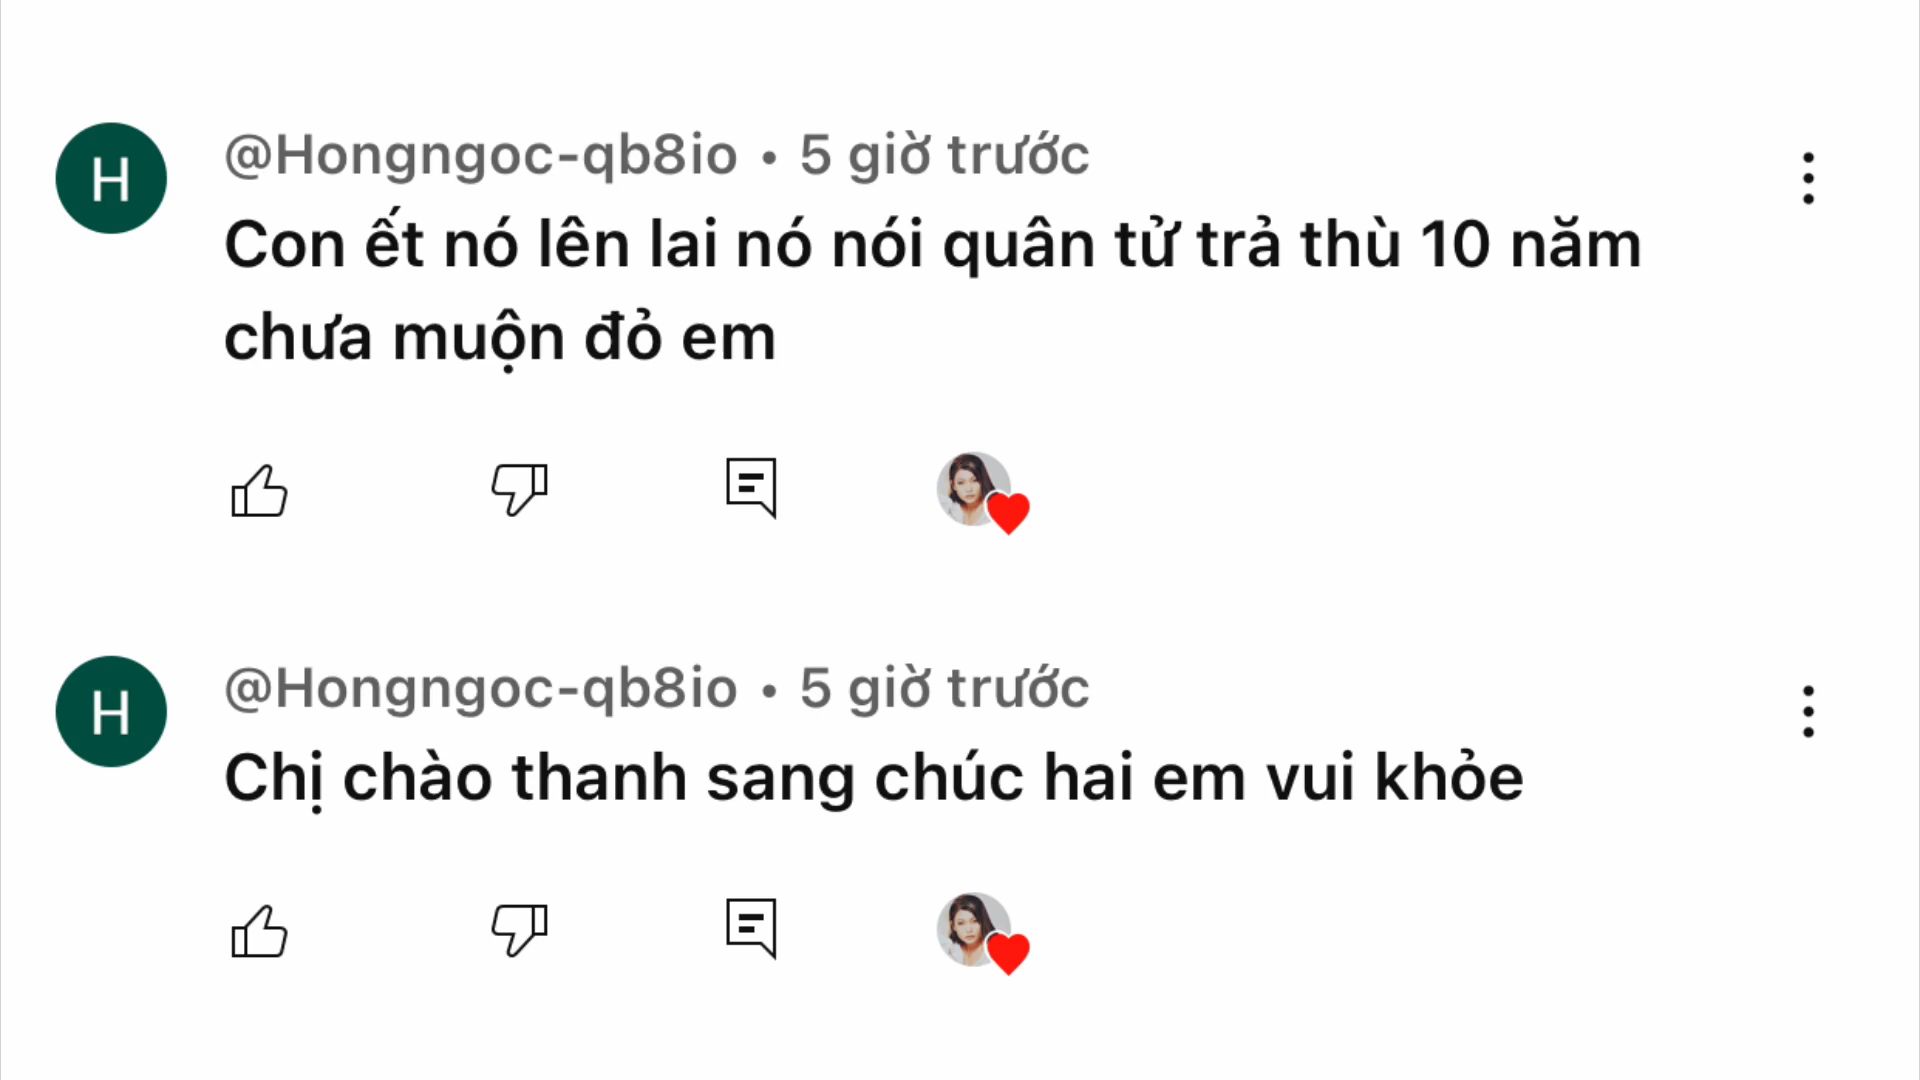 H
@Hongngoc-qb8io • 5 giờ trước
Con ết nó lên lai nó nói quân tử trả thù 10 năm
chưa muộn đỏ em
H
@Hongngoc-qb8io • 5 giờ trước
Chị chào thanh sang chúc hai em vui khỏe